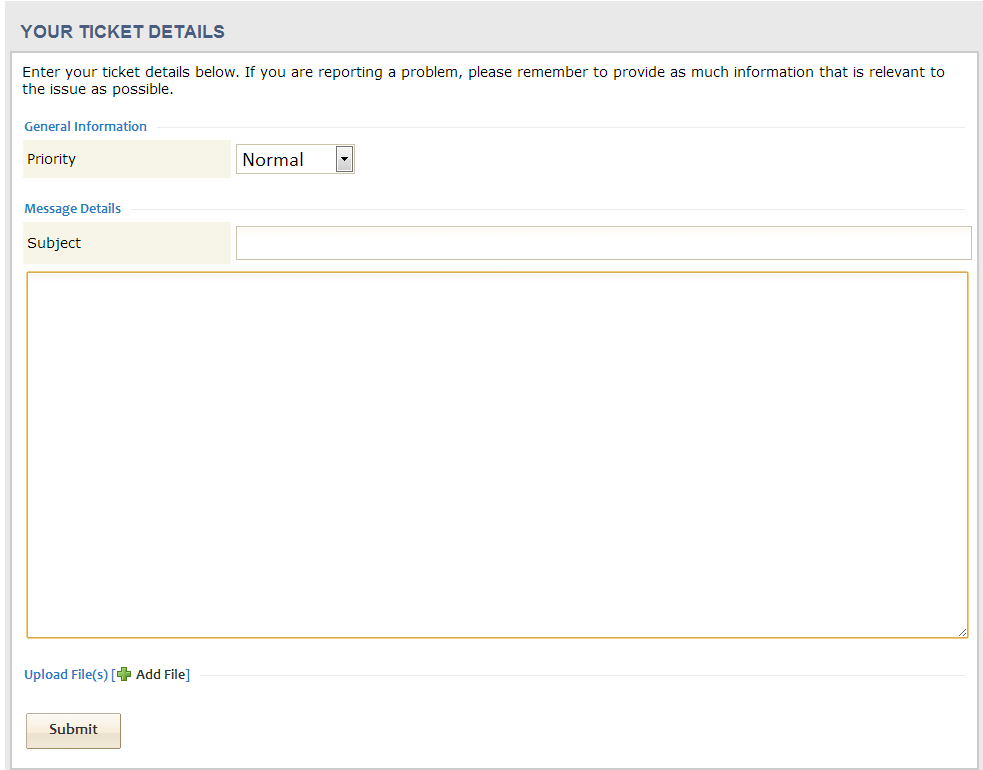 YOUR TICKET DETAILS
Enter your ticket details below. If you are reporting a problem, please remember to provide as much information that is relevant to
the issue as possible.
General Information
Priority Normal
Message Details
Subject
Upload File(s) [ Add File]
Submit